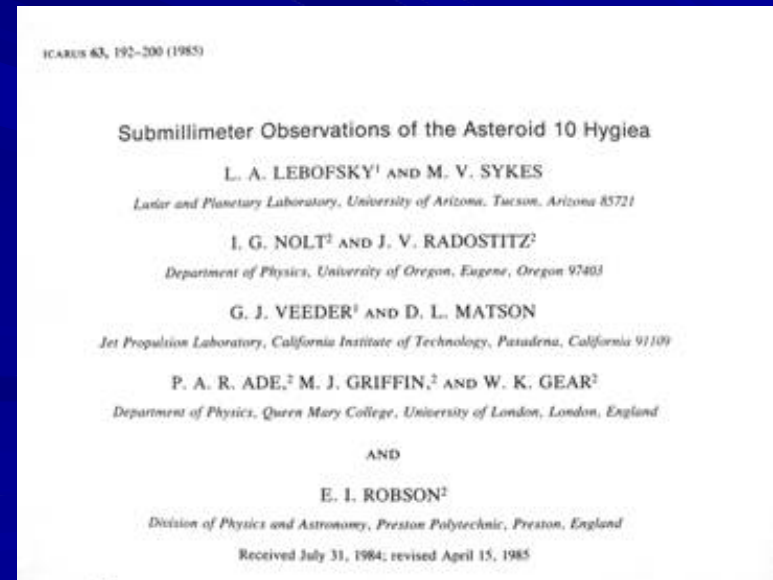 ICARUS 63, 192–200 (1985)
Submillimeter Observations of the Asteroid 10 Hygiea
L. A. LEBOFSKY¹ AND M. V. SYKES
Lunar and Planetary Laboratory, University of Arizona, Tucson, Arizona 85721
I. G. NOLT² AND J. V. RADOSTITZ²
Department of Physics, University of Oregon, Eugene, Oregon 97403
G. J. VEEDER¹ AND D. L. MATSON
Jet Propulsion Laboratory, California Institute of Technology, Pasadena, California 91109
P. A. R. ADE,² M. J. GRIFFIN,² AND W. K. GEAR²
Department of Physics, Queen Mary College, University of London, London, England
AND
E. I. ROBSON²
Division of Physics and Astronomy, Preston Polytechnic, Preston, England
Received July 31, 1984; revised April 15, 1985